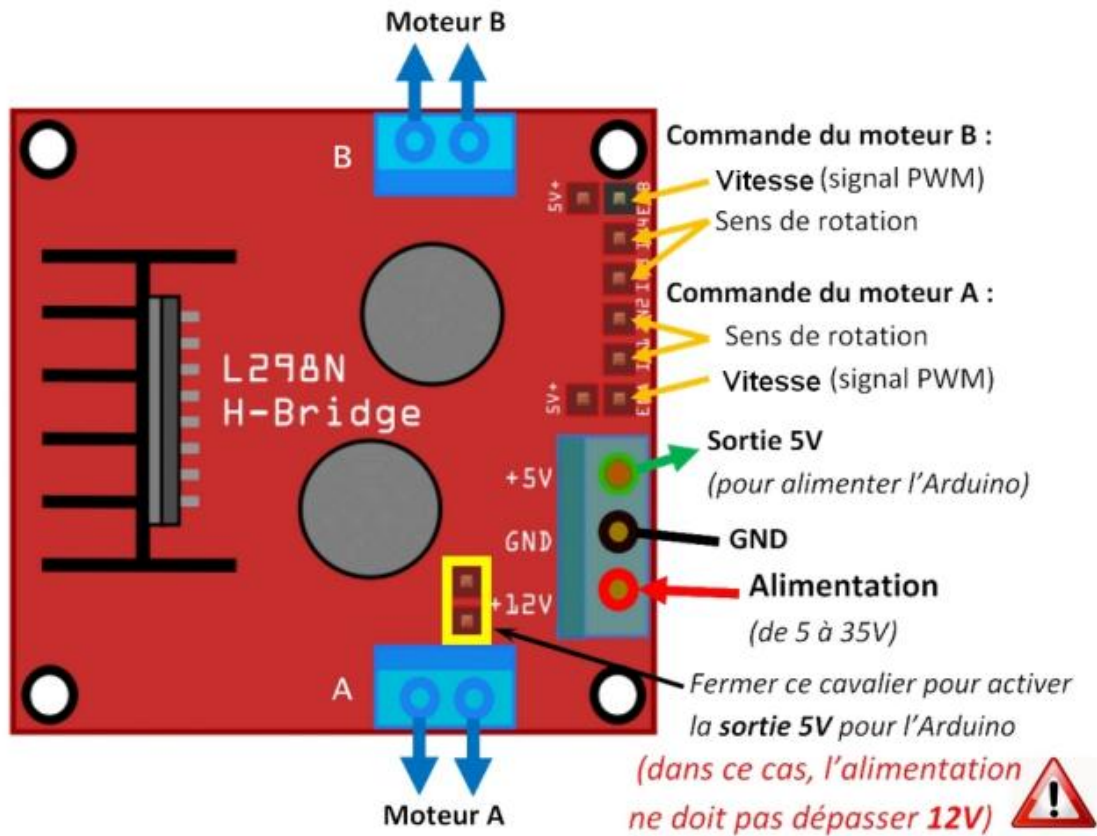 Moteur B
B
Commande du moteur B :
Vitesse (signal PWM)
Sens de rotation
5V+
Commande du moteur A :
Sens de rotation
Vitesse (signal PWM)
5V+
L298N
H-Bridge
Sortie 5V
(pour alimenter l’Arduino)
+5V
GND
GND
Alimentation
(de 5 à 35V)
+12V
A
Fermer ce cavalier pour activer
la sortie 5V pour l’Arduino
(dans ce cas, l’alimentation
ne doit pas dépasser 12V)
!
Moteur A